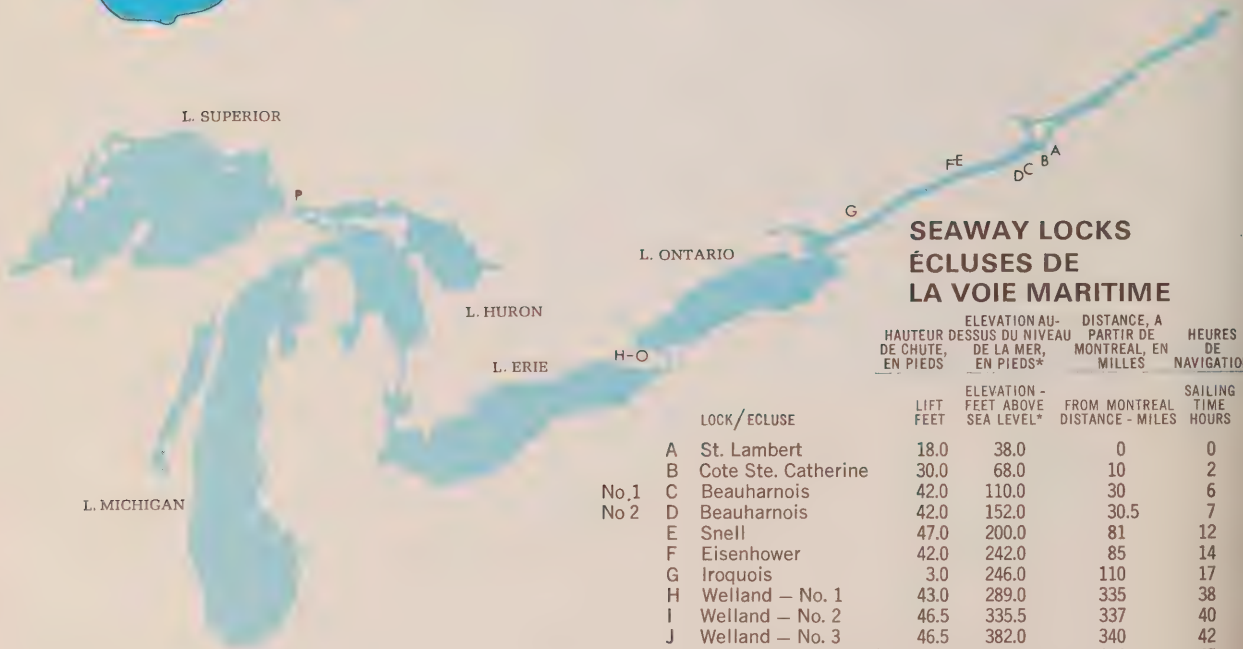 L. SUPERIOR
P
A
B
FE
DC
G
SEAWAY LOCKS
ÉCLUSES DE
LA VOIE MARITIME
L. ONTARIO
L. HURON
H-O
L. ERIE
L. MICHIGAN
HAUTEUR DE CHUTE, EN PIEDS
ELEVATION AU-DESSUS DU NIVEAU DE LA MER, EN PIEDS*
DISTANCE, A PARTIR DE MONTREAL, EN MILLES
HEURES DE NAVIGATIO
LOCK/ECLUSE
LIFT FEET
ELEVATION - FEET ABOVE SEA LEVEL*
FROM MONTREAL DISTANCE - MILES
SAILING TIME HOURS
A St. Lambert 18.0 38.0 0 0
B Cote Ste. Catherine 30.0 68.0 10 2
No.1 C Beauharnois 42.0 110.0 30 6
No 2 D Beauharnois 42.0 152.0 30.5 7
E Snell 47.0 200.0 81 12
F Eisenhower 42.0 242.0 85 14
G Iroquois 3.0 246.0 110 17
H Welland — No. 1 43.0 289.0 335 38
I Welland — No. 2 46.5 335.5 337 40
J Welland — No. 3 46.5 382.0 340 42